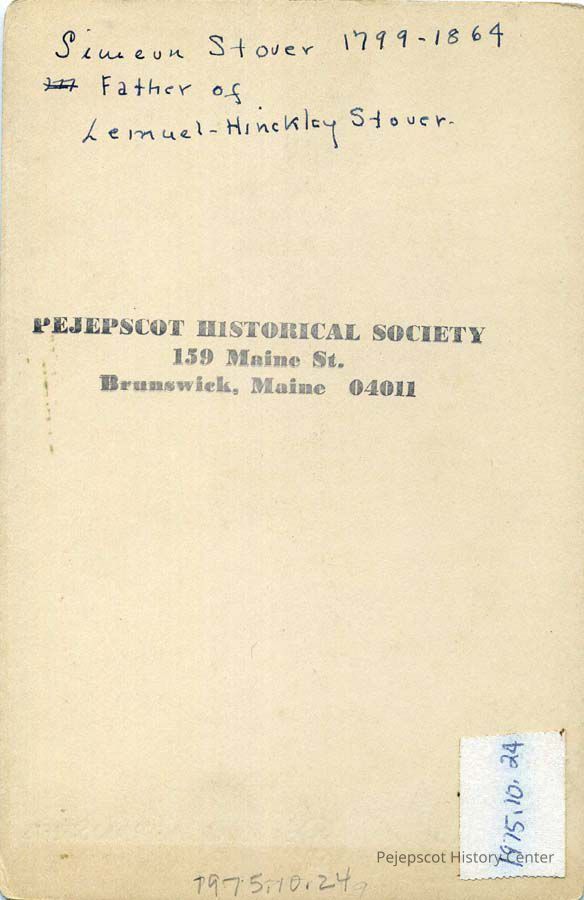 Simeon Stover 1799-1864
Father of
Lemuel-Hinckley Stover.
PEJEPSCOT HISTORICAL SOCIETY
159 Maine St.
Brunswick, Maine 04011
1975.10.24
Pejepscot History Center
1975.10.24